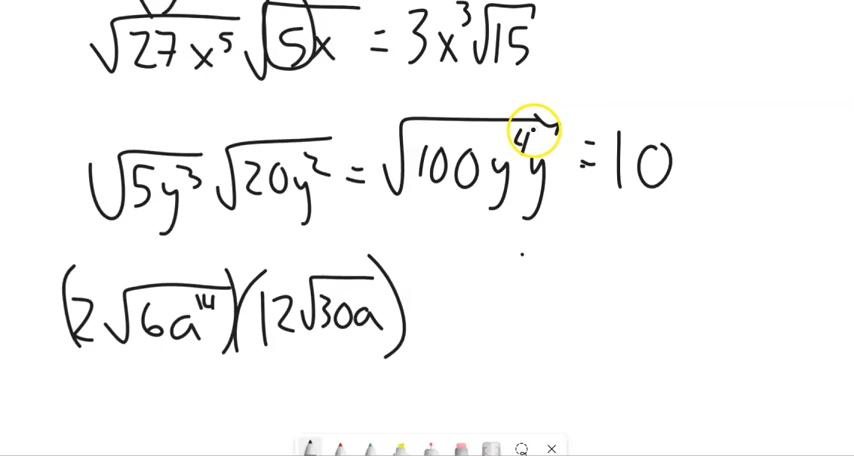 √27x⁵ √5x = 3x³√15
√5y³ √20y² = √100y⁴y = 10
(2√6a¹⁴)(12√30a)